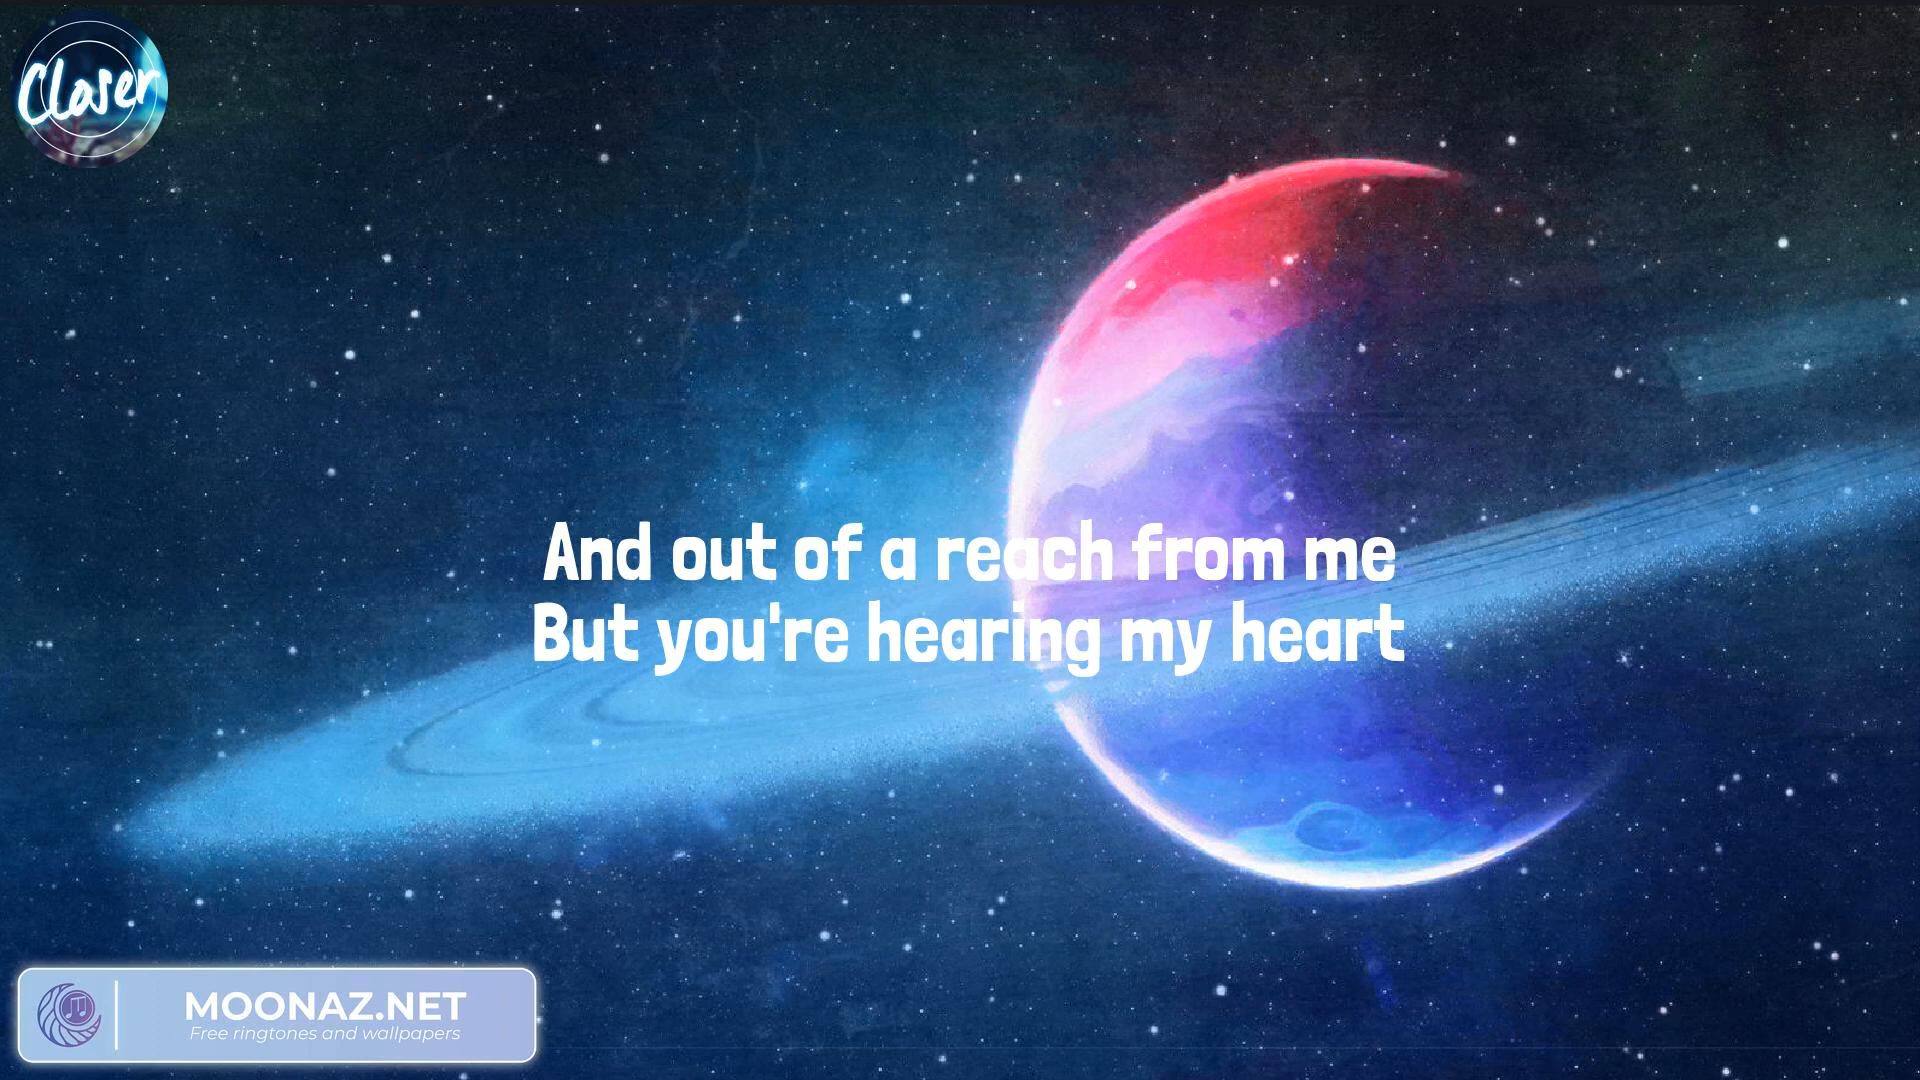 Closer
And out of a reach from me
But you're hearing my heart
MOONAZ.NET
Free ringtones and wallpapers